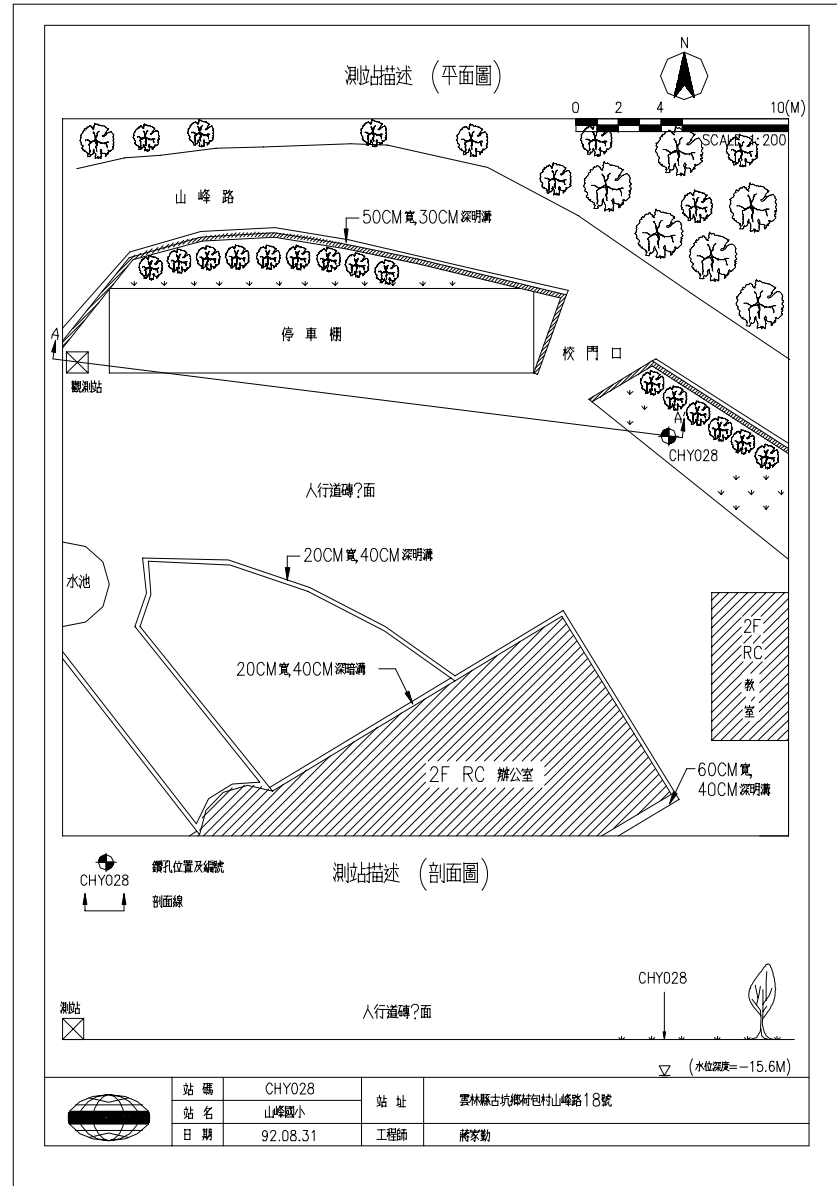 測站描述 (平面圖)
N
0 2 4 10(M)
SCALE 1:200
山峰路
50CM寬,30CM深明溝
停車棚
校門口
A
觀測站
A
CHY028
人行道磚?面
20CM寬,40CM深明溝
水池
2F
RC
教
室
20CM寬,40CM深暗溝
2F RC 辦公室
60CM寬,
40CM深明溝
鑽孔位置及編號
CHY028
剖面線
測站描述 (剖面圖)
CHY028
測站
人行道磚?面
(水位深度=-15.6M)
站碼 CHY028
站名 山峰國小
日期 92.08.31
站址 雲林縣古坑鄉荷包村山峰路18號
工程師 蔣家勤